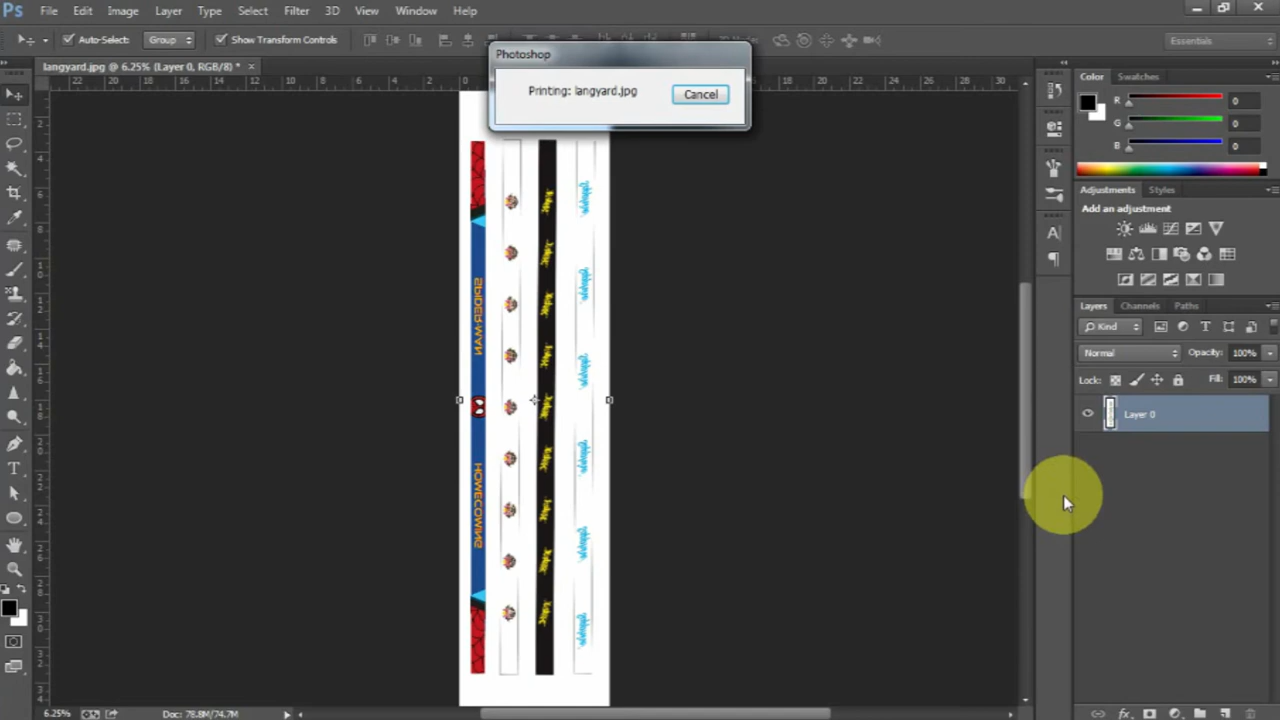 Ps File Edit Image Layer Type Select Filter 3D View Window Help
Auto-Select: Group Show Transform Controls Essentials
langyard.jpg @ 6.25% (Layer 0, RGB/8) *
Photoshop
Printing: langyard.jpg
Cancel
Color Swatches
R 0
G 0
B 0
Adjustments Styles
Add an adjustment
Layers Channels Paths
Kind
Normal Opacity: 100%
Lock: Fill: 100%
Layer 0
SPIDER-MAN
HOMECOMING
6.25% Doc: 78.8M/74.7M